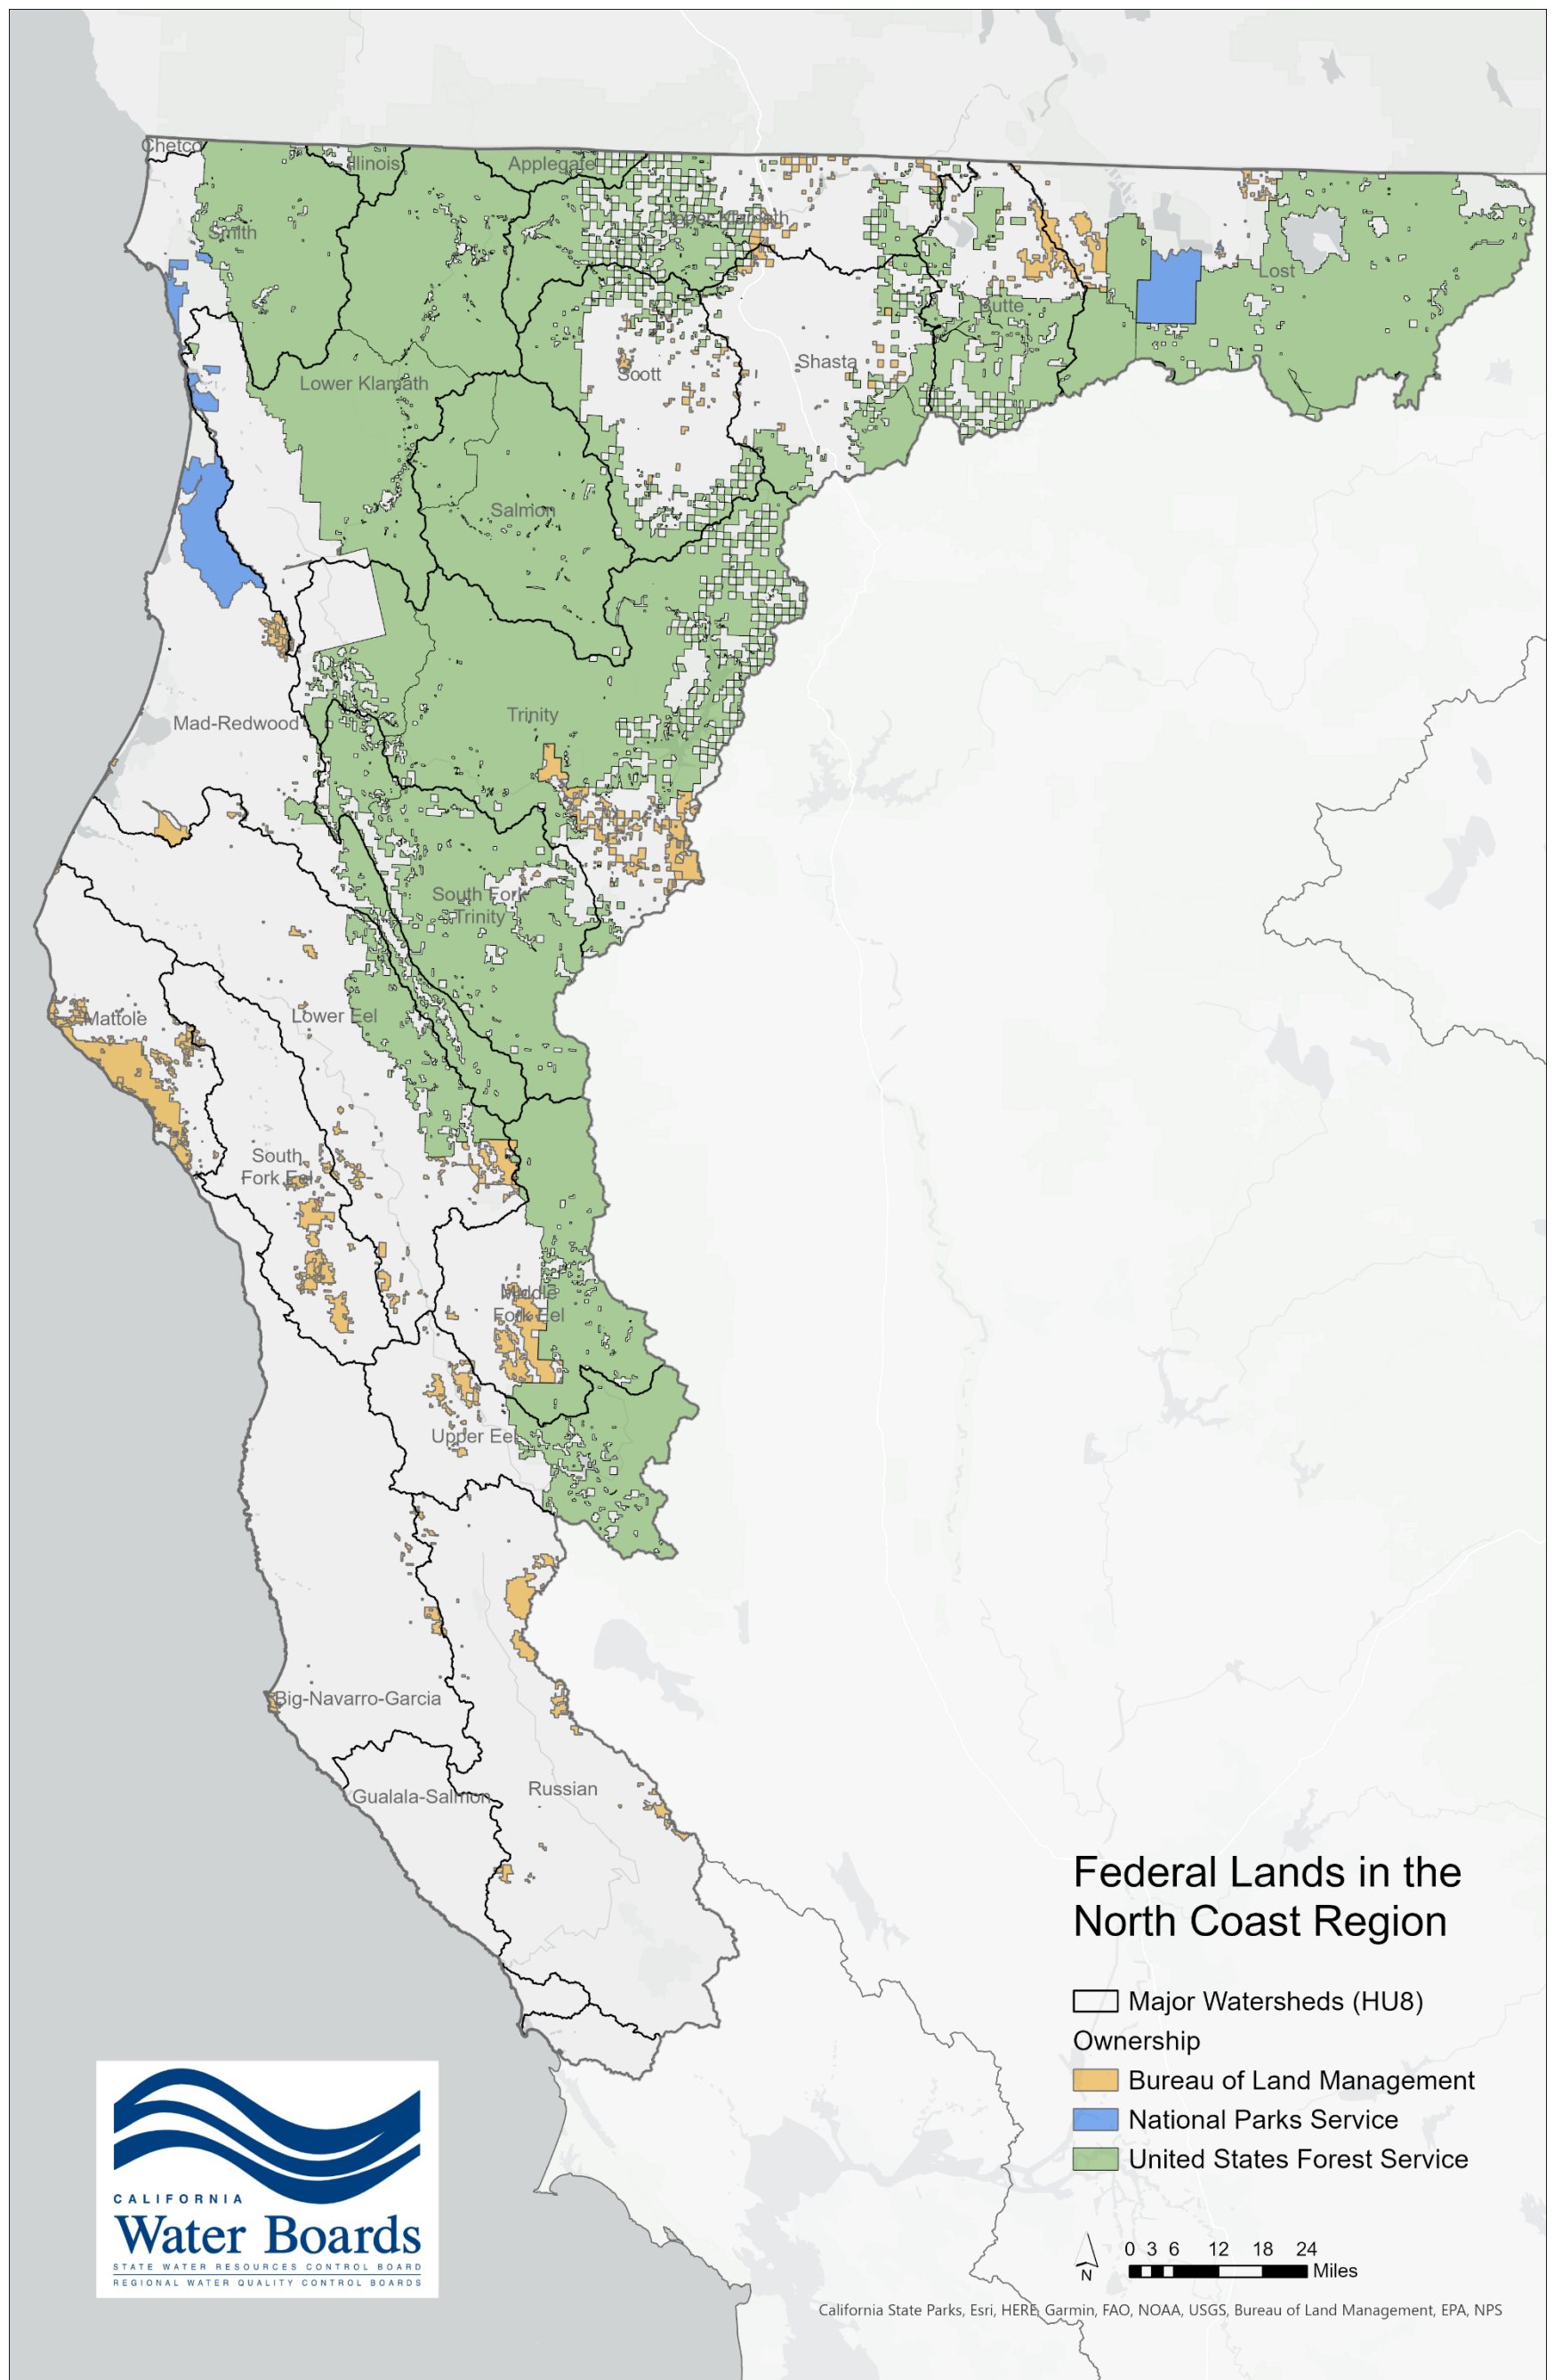 Chetco
Illinois
Applegate
Upper Klamath
Smith
Lost
Butte
Scott
Shasta
Lower Klamath
Salmon
Trinity
Mad-Redwood
South Fork
Trinity
Lower Eel
Mattole
South
Fork Eel
Middle
Fork Eel
Upper Eel
Big-Navarro-Garcia
Gualala-Salmon
Russian
Federal Lands in the
North Coast Region
Major Watersheds (HU8)
Ownership
Bureau of Land Management
National Parks Service
United States Forest Service
N
0 3 6 12 18 24
Miles
CALIFORNIA
Water Boards
STATE WATER RESOURCES CONTROL BOARD
REGIONAL WATER QUALITY CONTROL BOARDS
California State Parks, Esri, HERE, Garmin, FAO, NOAA, USGS, Bureau of Land Management, EPA, NPS